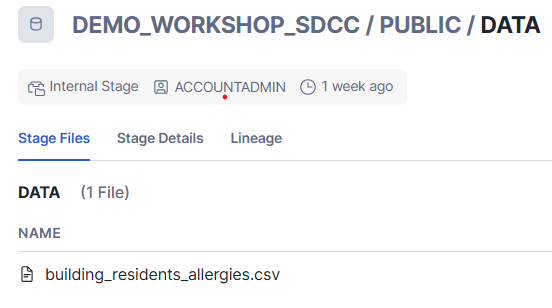 DEMO_WORKSHOP_SDCC / PUBLIC / DATA
Internal Stage ACCOUNTADMIN 1 week ago
Stage Files Stage Details Lineage
DATA (1 File)
NAME
building_residents_allergies.csv